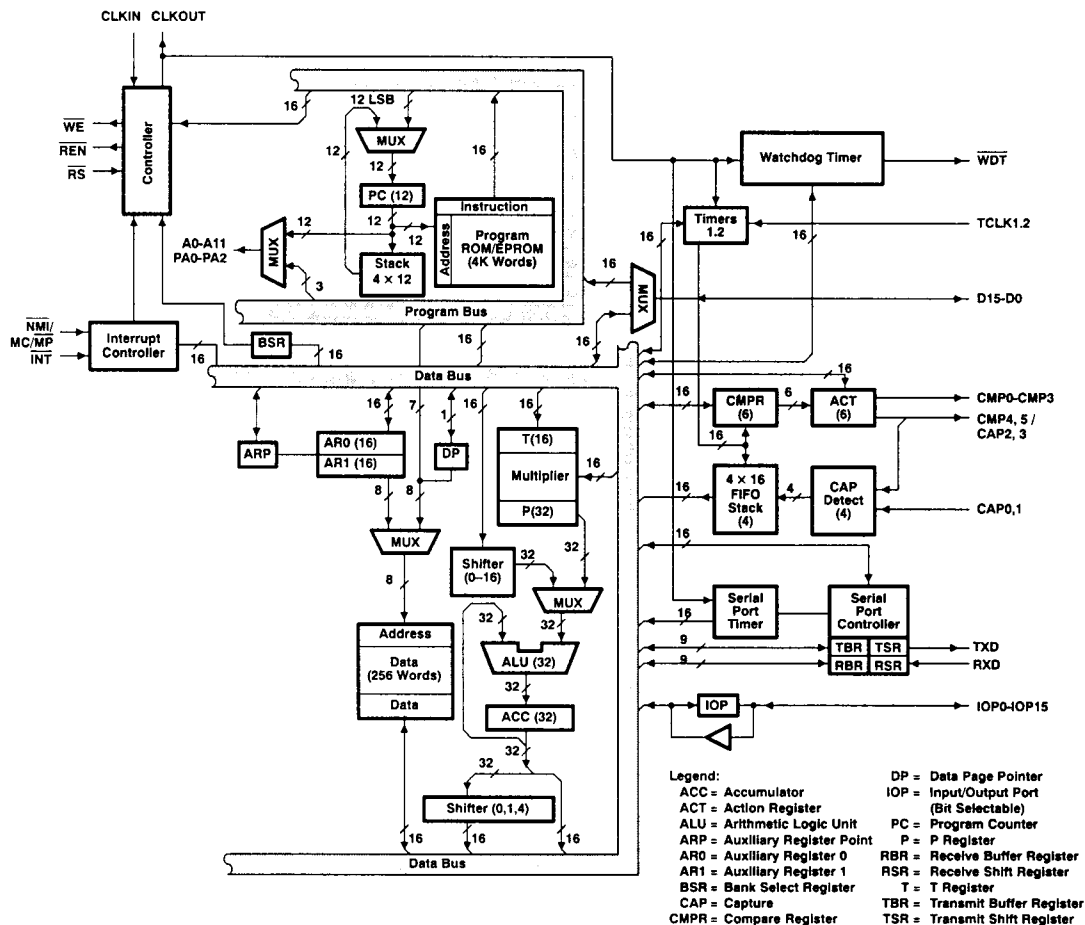 CLKIN CLKOUT
WE
REN
RS
Controller
16
12 LSB
MUX
12
12
PC (12)
12
12
12
Stack
4 × 12
16
Instruction
Address
Program
ROM/EPROM
(4K Words)
A0-A11
PA0-PA2
MUX
3
Program Bus
Watchdog Timer
WDT
Timers
1.2
TCLK1.2
16
16
16
MUX
D15-D0
NMI/
MC/MP
INT
Interrupt
Controller
16
BSR
16
16
16
Data Bus
16
7
1
16
16
ARP
AR0 (16)
AR1 (16)
DP
8
8
MUX
8
T(16)
Multiplier
P(32)
16
Shifter
(0–16)
32
32
MUX
32
32
ALU (32)
32
ACC (32)
32
32
Address
Data
(256 Words)
Data
Shifter (0,1,4)
16
16
16
Data Bus
16
16
CMPR
(6)
6
ACT
(6)
CMP0-CMP3
CMP4, 5 /
CAP2, 3
16
16
4 × 16
FIFO
Stack
(4)
4
CAP
Detect
(4)
CAP0,1
16
16
Serial
Port
Timer
Serial
Port
Controller
9
TBR TSR
TXD
9
RBR RSR
RXD
IOP
IOP0-IOP15
Legend:
ACC = Accumulator
ACT = Action Register
ALU = Arithmetic Logic Unit
ARP = Auxiliary Register Point
AR0 = Auxiliary Register 0
AR1 = Auxiliary Register 1
BSR = Bank Select Register
CAP = Capture
CMPR = Compare Register
DP = Data Page Pointer
IOP = Input/Output Port
(Bit Selectable)
PC = Program Counter
P = P Register
RBR = Receive Buffer Register
RSR = Receive Shift Register
T = T Register
TBR = Transmit Buffer Register
TSR = Transmit Shift Register